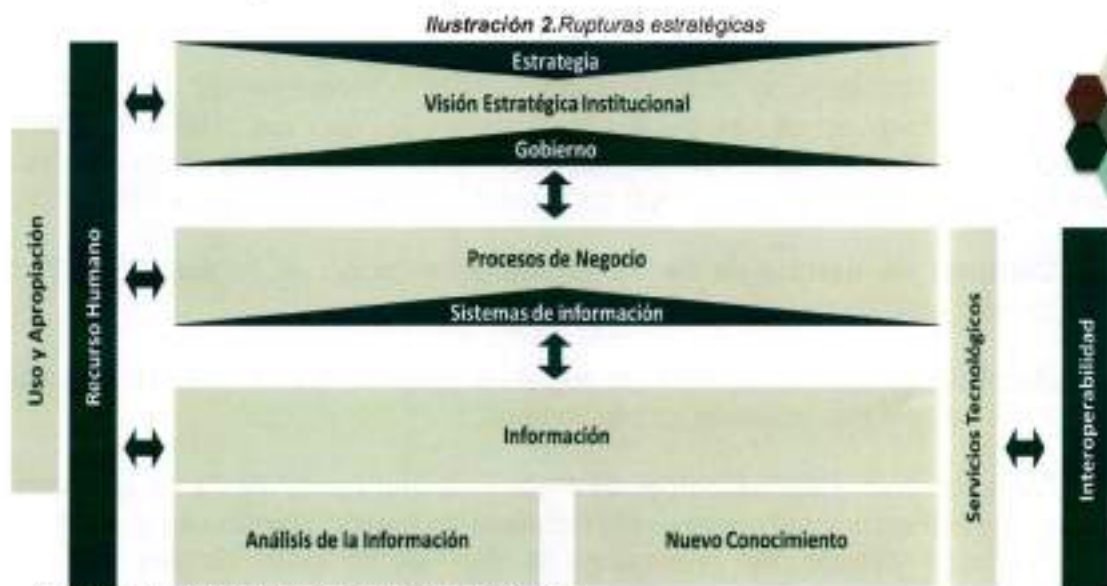 Ilustración 2.Rupturas estratégicas
Estrategia
Visión Estratégica Institucional
Gobierno
Uso y Apropiación
Recurso Humano
Procesos de Negocio
Sistemas de información
Información
Análisis de la Información
Nuevo Conocimiento
Servicios Tecnológicos
Interoperabilidad